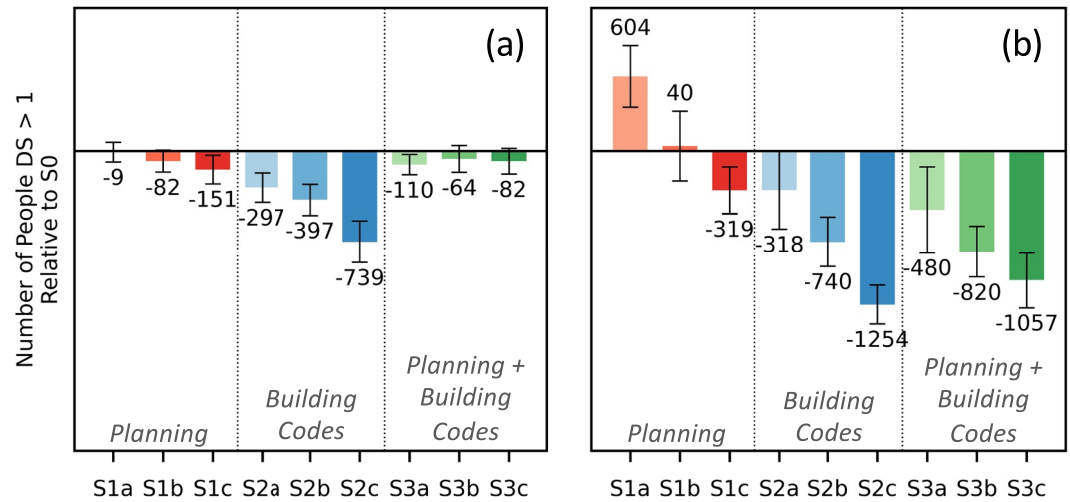 Number of People DS > 1
Relative to S0
(a)
-9
-82
-151
-297
-397
-739
-110
-64
-82
Planning
Building
Codes
Planning +
Building
Codes
S1a S1b S1c S2a S2b S2c S3a S3b S3c
(b)
604
40
-319
-318
-740
-1254
-480
-820
-1057
Planning
Building
Codes
Planning +
Building
Codes
S1a S1b S1c S2a S2b S2c S3a S3b S3c